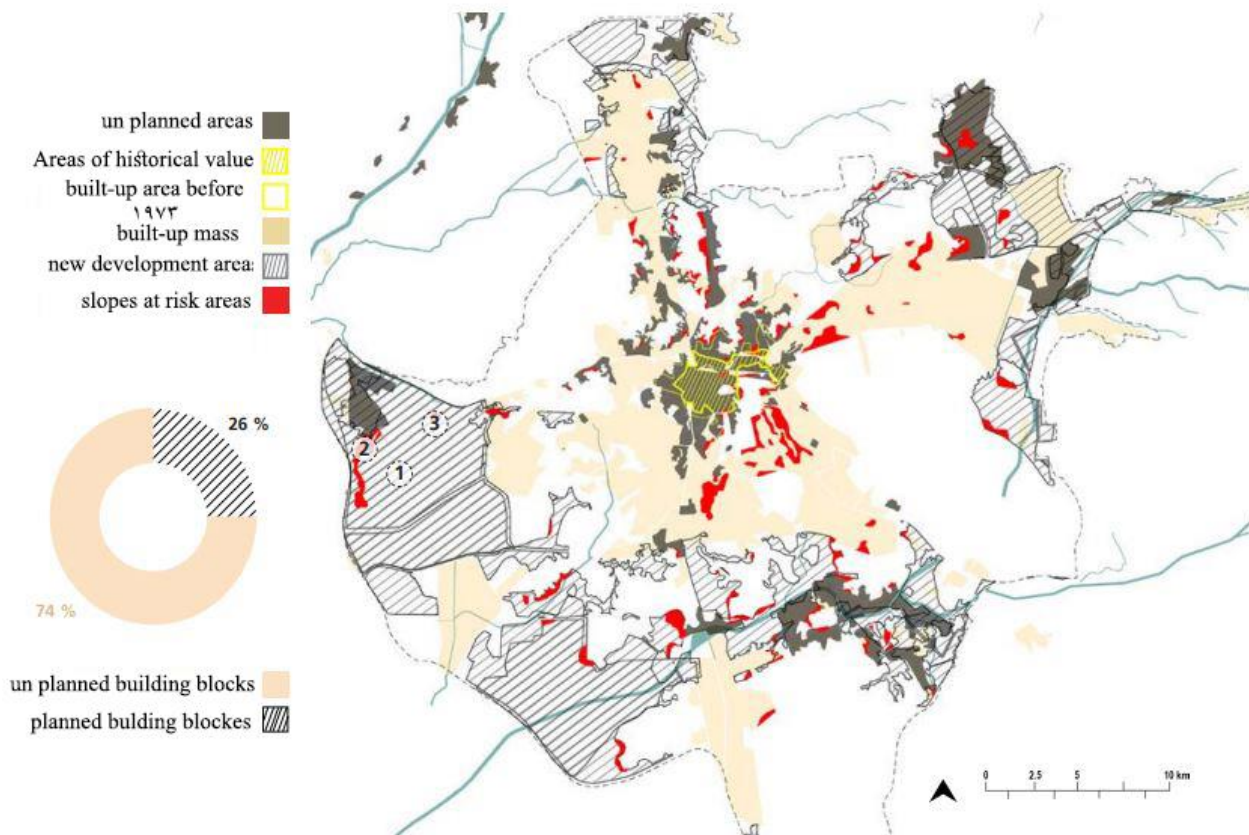 un planned areas
Areas of historical value
built-up area before
١٩٧٣
built-up mass
new development area:
slopes at risk areas
26 %
74 %
un planned building blocks
planned bulding blockes
3
2
1
0 2.5 5 10 km